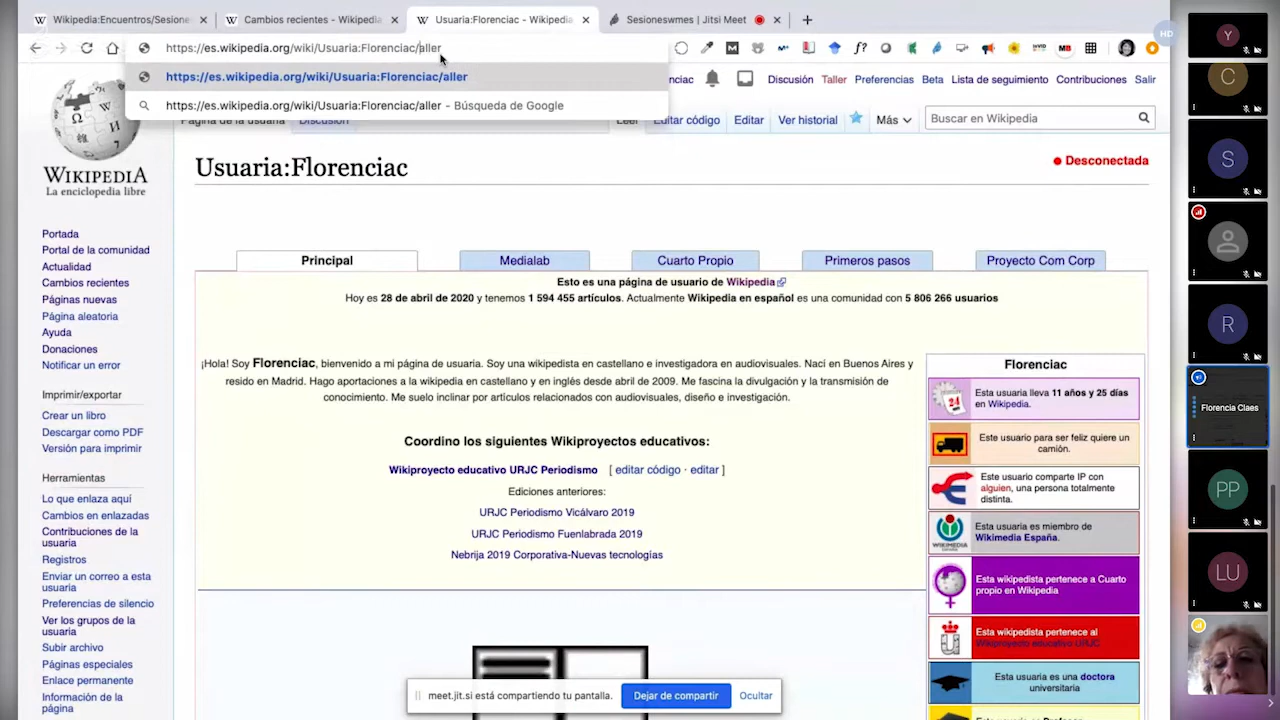 Wikipedia:Encuentros/Sesione
Cambios recientes - Wikipedi
Usuaria:Florenciac - Wikipedia
Sesioneswmes | Jitsi Meet
https://es.wikipedia.org/wiki/Usuaria:Florenciac/aller
https://es.wikipedia.org/wiki/Usuaria:Florenciac/aller
https://es.wikipedia.org/wiki/Usuaria:Florenciac/aller - Búsqueda de Google
HD
nciac
Discusión
Taller
Preferencias
Beta
Lista de seguimiento
Contribuciones
Salir
Página de la usuaria
Discusión
Leer
Editar código
Editar
Ver historial
Más
Buscar en Wikipedia
WIKIPEDIA
La enciclopedia libre
Portada
Portal de la comunidad
Actualidad
Cambios recientes
Páginas nuevas
Página aleatoria
Ayuda
Donaciones
Notificar un error
Imprimir/exportar
Crear un libro
Descargar como PDF
Versión para imprimir
Herramientas
Lo que enlaza aquí
Cambios en enlazadas
Contribuciones de la
usuaria
Registros
Enviar un correo a esta
usuaria
Preferencias de silencio
Ver los grupos de la
usuaria
Subir archivo
Páginas especiales
Enlace permanente
Información de la
página
Usuaria:Florenciac
Desconectada
Principal
Medialab
Cuarto Propio
Primeros pasos
Proyecto Com Corp
Esto es una página de usuario de Wikipedia
Hoy es 28 de abril de 2020 y tenemos 1 594 455 artículos. Actualmente Wikipedia en español es una comunidad con 5 806 266 usuarios
¡Hola! Soy Florenciac, bienvenido a mi página de usuaria. Soy una wikipedista en castellano e investigadora en audiovisuales. Nací en Buenos Aires y
resido en Madrid. Hago aportaciones a la wikipedia en castellano y en inglés desde abril de 2009. Me fascina la divulgación y la transmisión de
conocimiento. Me suelo inclinar por artículos relacionados con audiovisuales, diseño e investigación.
Coordino los siguientes Wikiproyectos educativos:
Wikiproyecto educativo URJC Periodismo [ editar código · editar ]
Ediciones anteriores:
URJC Periodismo Vicálvaro 2019
URJC Periodismo Fuenlabrada 2019
Nebrija 2019 Corporativa-Nuevas tecnologías
Florenciac
24
Esta usuaria lleva 11 años y 25 días
en Wikipedia.
Este usuario para ser feliz quiere un
camión.
Este usuario comparte IP con
alguien, una persona totalmente
distinta.
Esta usuaria es miembro de
Wikimedia España.
Esta wikipedista pertenece a Cuarto
propio en Wikipedia
Esta wikipedista pertenece al
Wikiproyecto educativo URJC
Esta usuaria es una doctora
universitaria
Esta usuaria es Profesor
meet.jit.si está compartiendo tu pantalla.
Dejar de compartir
Ocultar
Y
C
S
R
Florencia Claes
PP
LU